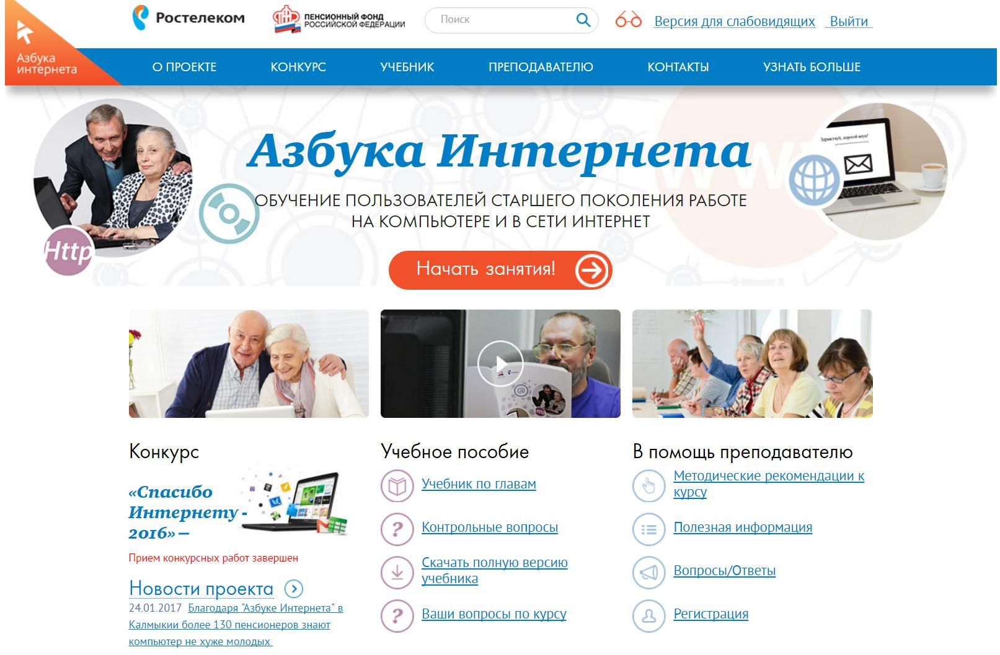 Ростелеком
ПЕНСИОННЫЙ ФОНД
РОССИЙСКОЙ ФЕДЕРАЦИИ
Поиск
Версия для слабовидящих
Выйти
Азбука
интернета
О ПРОЕКТЕ
КОНКУРС
УЧЕБНИК
ПРЕПОДАВАТЕЛЮ
КОНТАКТЫ
УЗНАТЬ БОЛЬШЕ
Здравствуй, дорогой внук!
Азбука Интернета
ОБУЧЕНИЕ ПОЛЬЗОВАТЕЛЕЙ СТАРШЕГО ПОКОЛЕНИЯ РАБОТЕ
НА КОМПЬЮТЕРЕ И В СЕТИ ИНТЕРНЕТ
Http
Начать занятия!
Конкурс
«Спасибо
Интернету -
2016» –
Прием конкурсных работ завершен
Новости проекта
24.01.2017 Благодаря "Азбуке Интернета" в
Калмыкии более 130 пенсионеров знают
компьютер не хуже молодых
Учебное пособие
Учебник по главам
Контрольные вопросы
Скачать полную версию
учебника
Ваши вопросы по курсу
В помощь преподавателю
Методические рекомендации к
курсу
Полезная информация
Вопросы/Ответы
Регистрация